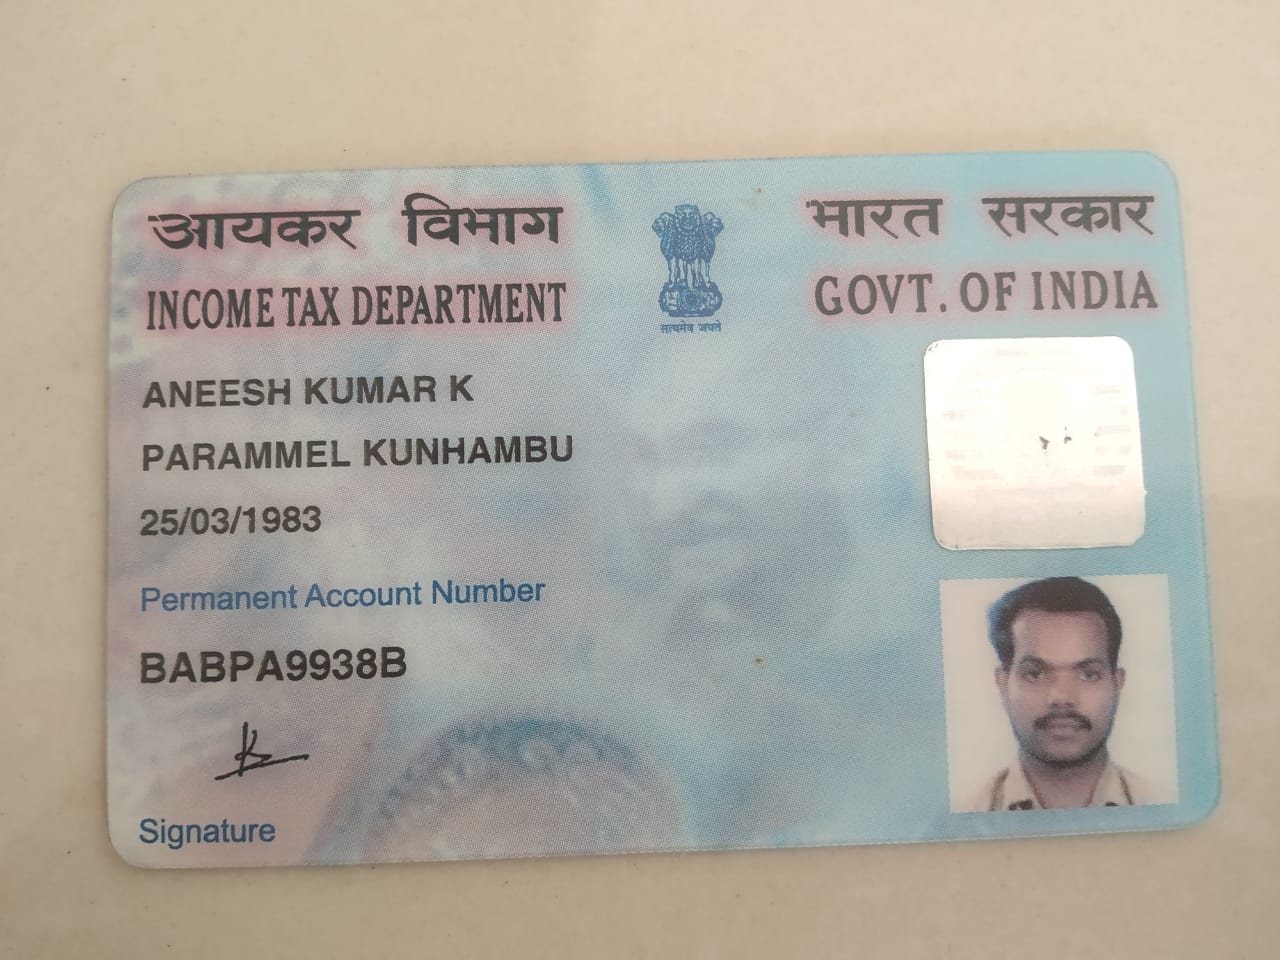 आयकर विभाग
INCOME TAX DEPARTMENT
सत्यमेव जयते
भारत सरकार
GOVT. OF INDIA
ANEESH KUMAR K
PARAMMEL KUNHAMBU
25/03/1983
Permanent Account Number
BABPA9938B
Signature